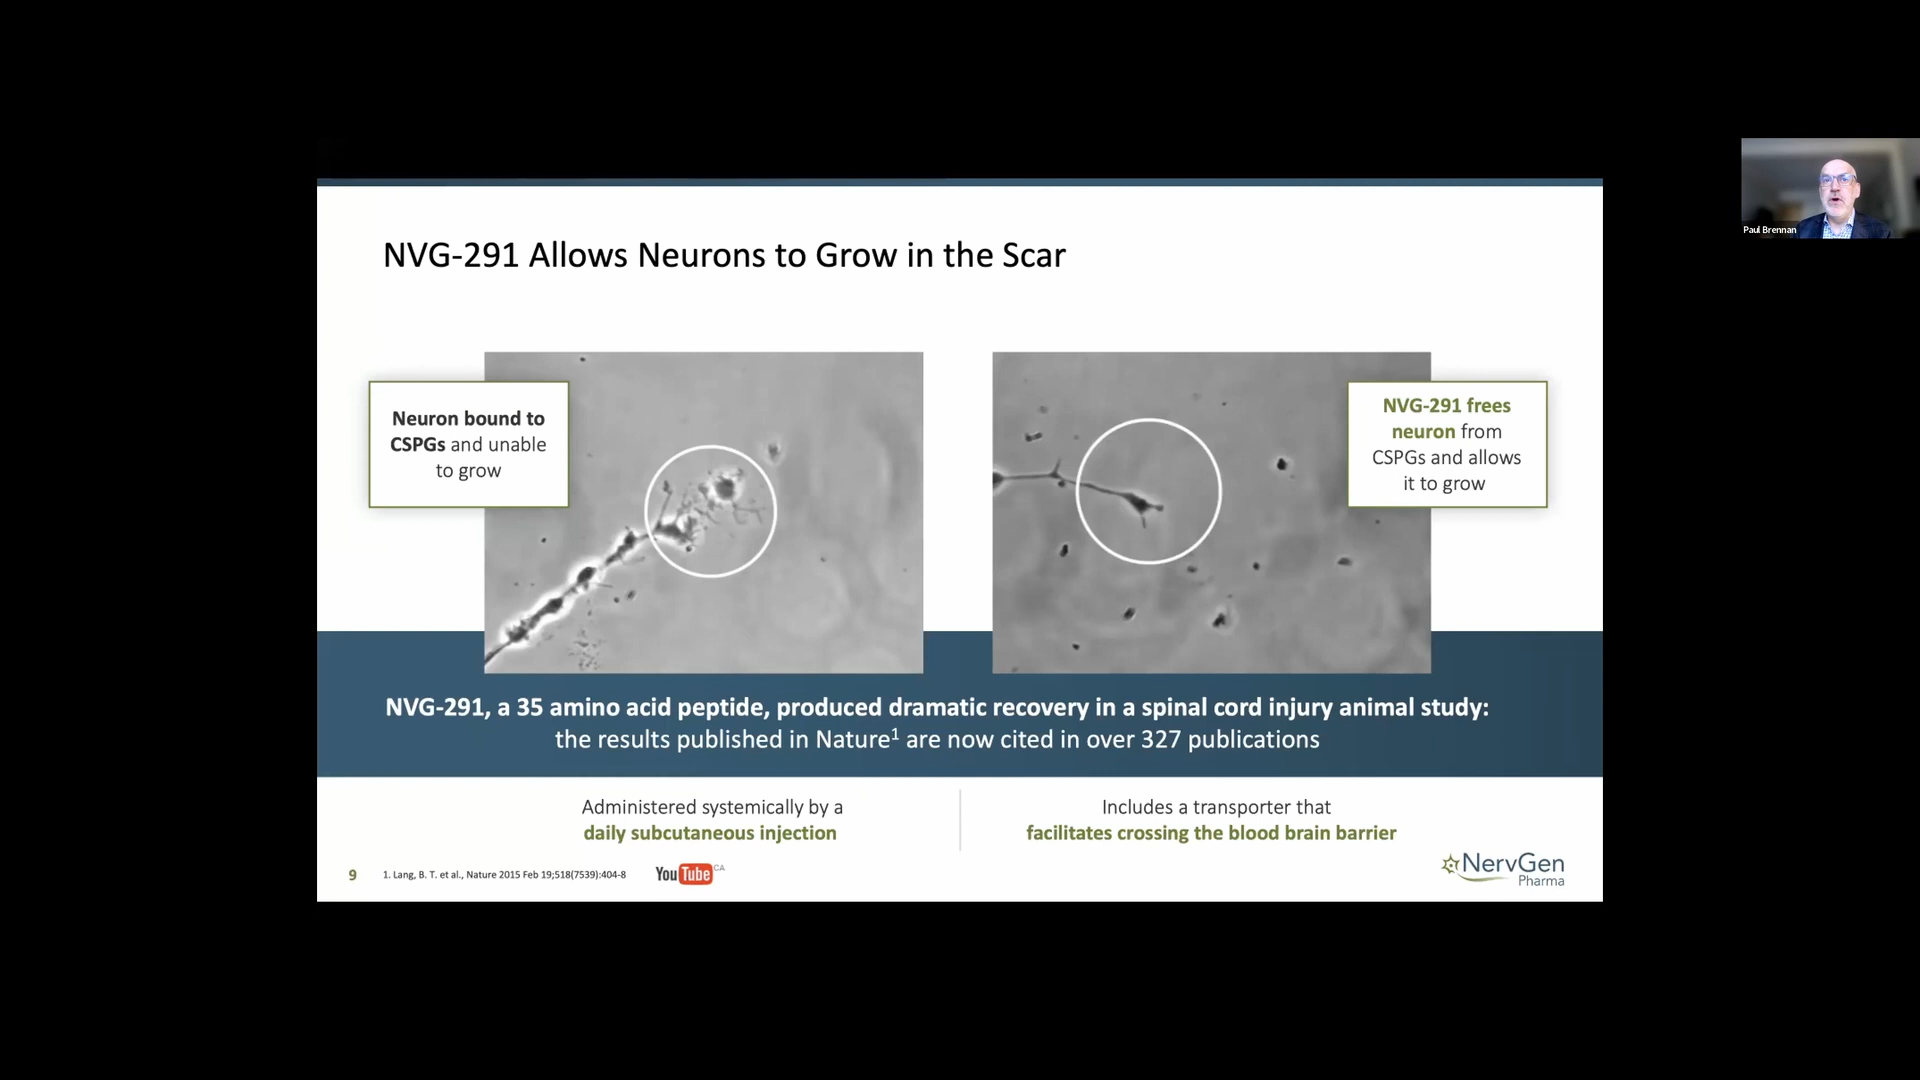 Paul Brennan
NVG-291 Allows Neurons to Grow in the Scar
Neuron bound to
CSPGs and unable
to grow
NVG-291 frees
neuron from
CSPGs and allows
it to grow
NVG-291, a 35 amino acid peptide, produced dramatic recovery in a spinal cord injury animal study:
the results published in Nature1 are now cited in over 327 publications
Administered systemically by a
daily subcutaneous injection
Includes a transporter that
facilitates crossing the blood brain barrier
9
1. Lang, B. T. et al., Nature 2015 Feb 19;518(7539):404-8
YouTube CA
NervGen
Pharma